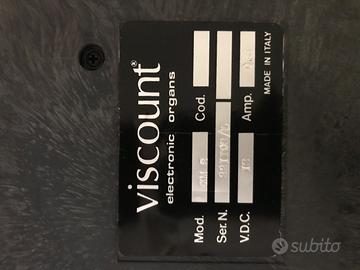 viscount®
electronic organs
Mod. Cod.
Ser. N.
V.D.C. Amp.
MADE IN ITALY
subito